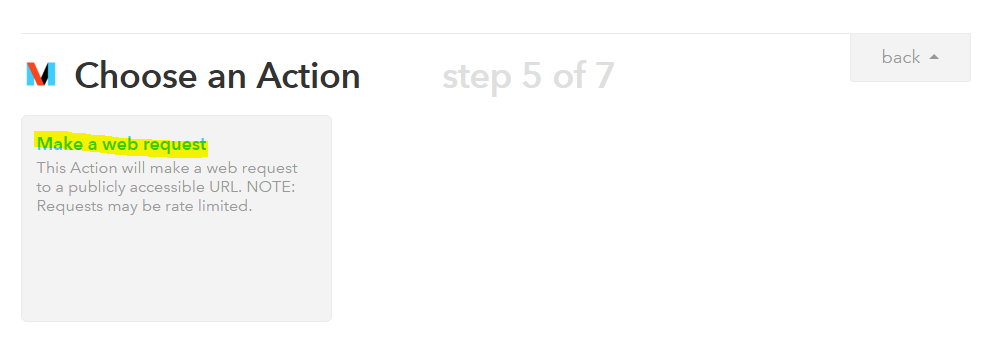 back
Choose an Action step 5 of 7
Make a web request
This Action will make a web request
to a publicly accessible URL. NOTE:
Requests may be rate limited.